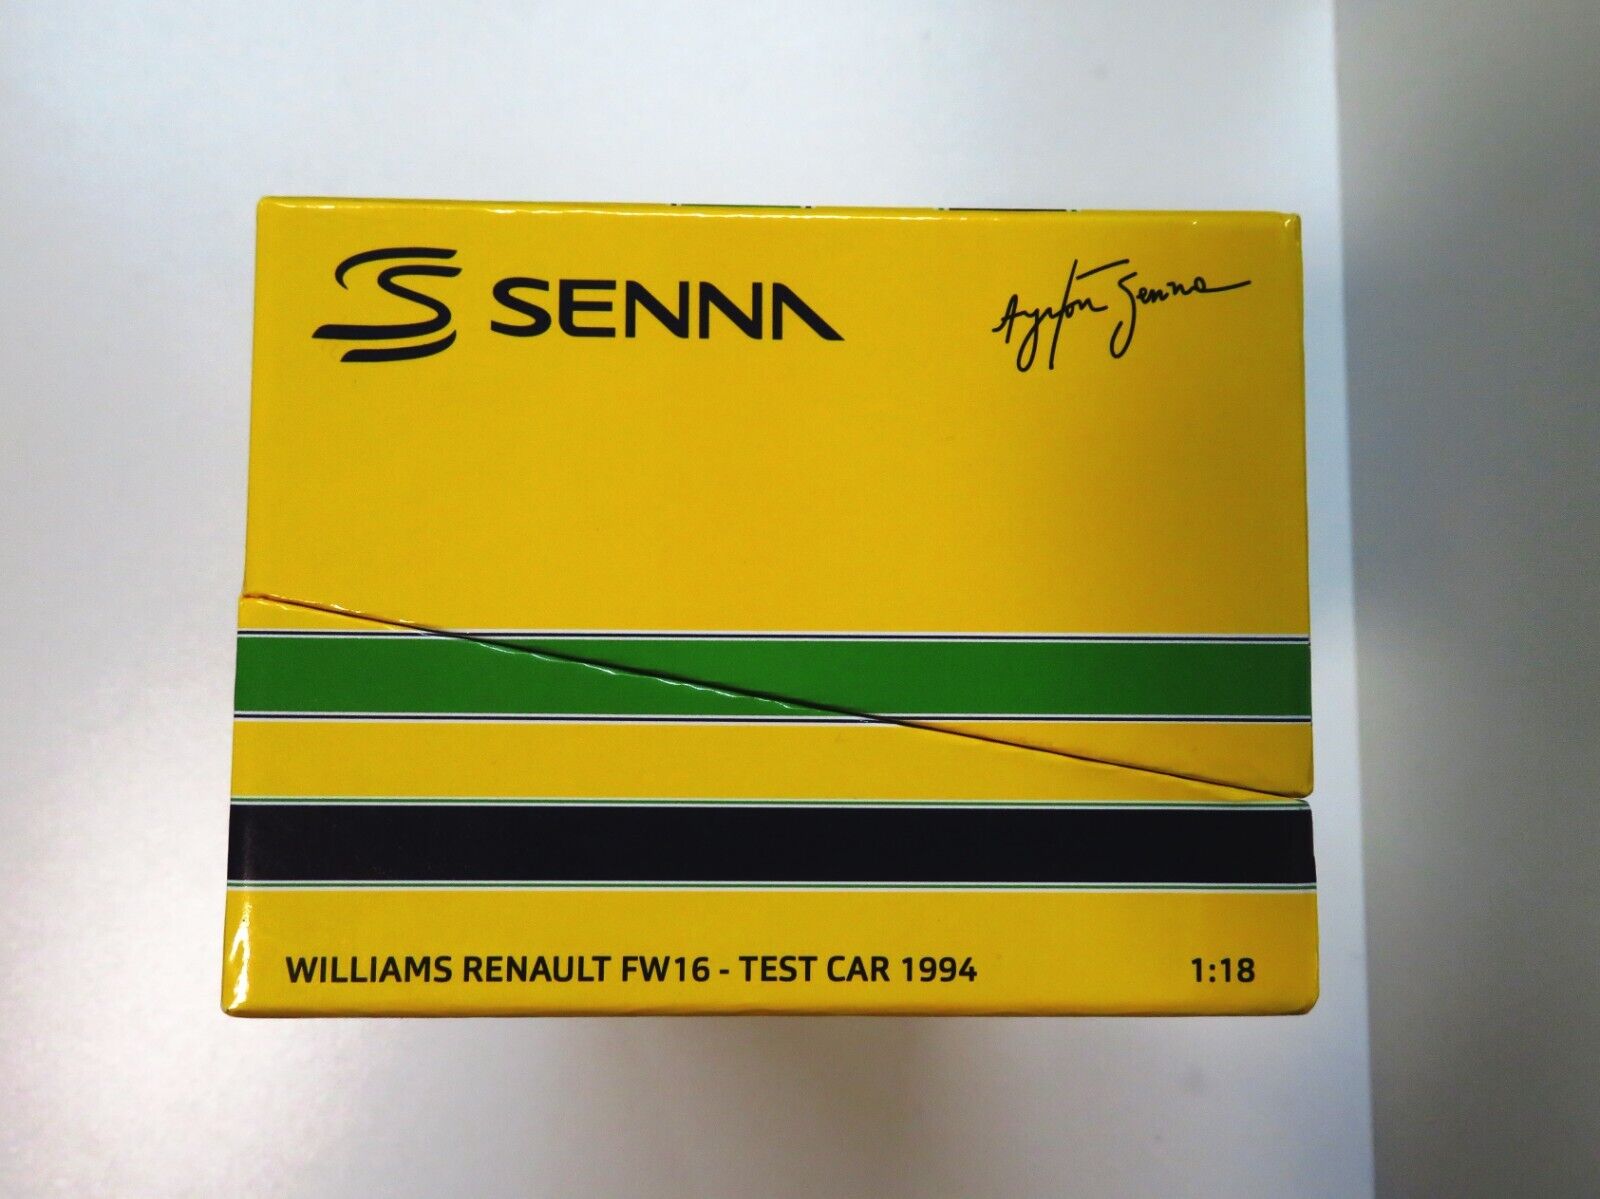 SENNA
Ayrton Senna
WILLIAMS RENAULT FW16 - TEST CAR 1994
1:18